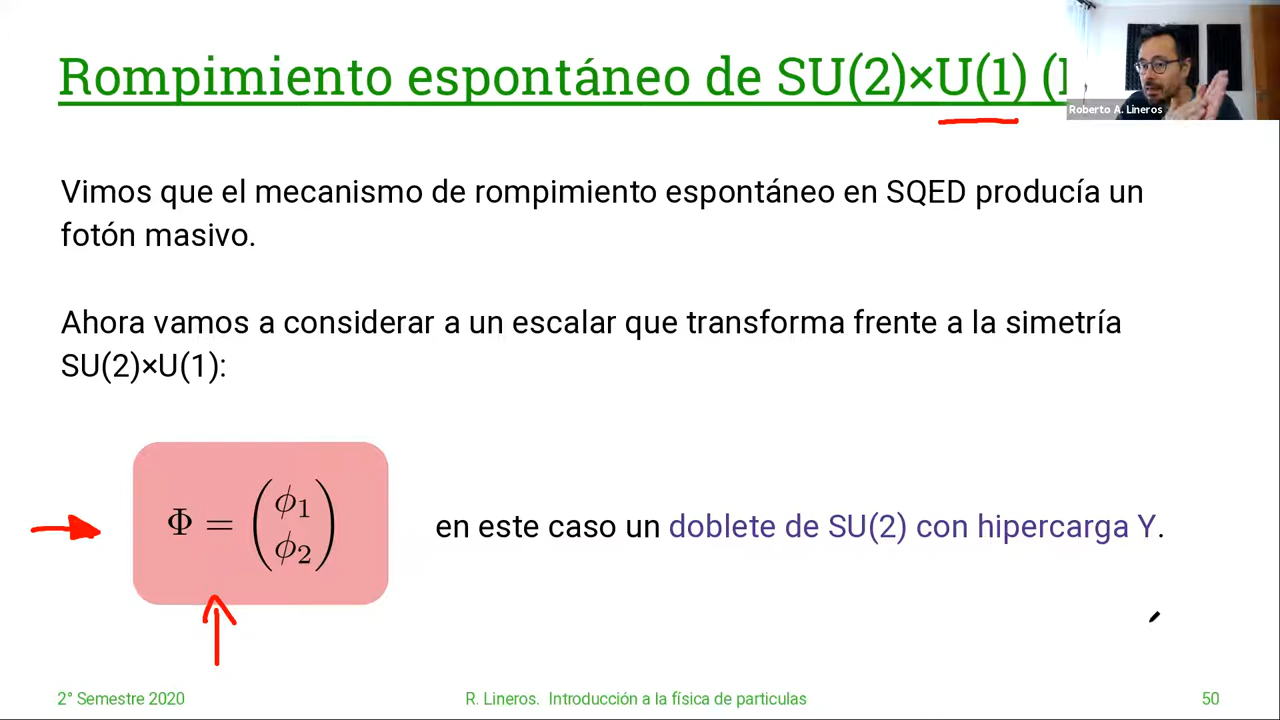 Rompimiento espontáneo de SU(2)×U(1) (
Roberto A. Lineros
Vimos que el mecanismo de rompimiento espontáneo en SQED producía un
fotón masivo.
Ahora vamos a considerar a un escalar que transforma frente a la simetría
SU(2)×U(1):
Φ = (ϕ₁
ϕ₂)
en este caso un doblete de SU(2) con hipercarga Y.
2° Semestre 2020
R. Lineros. Introducción a la física de particulas
50